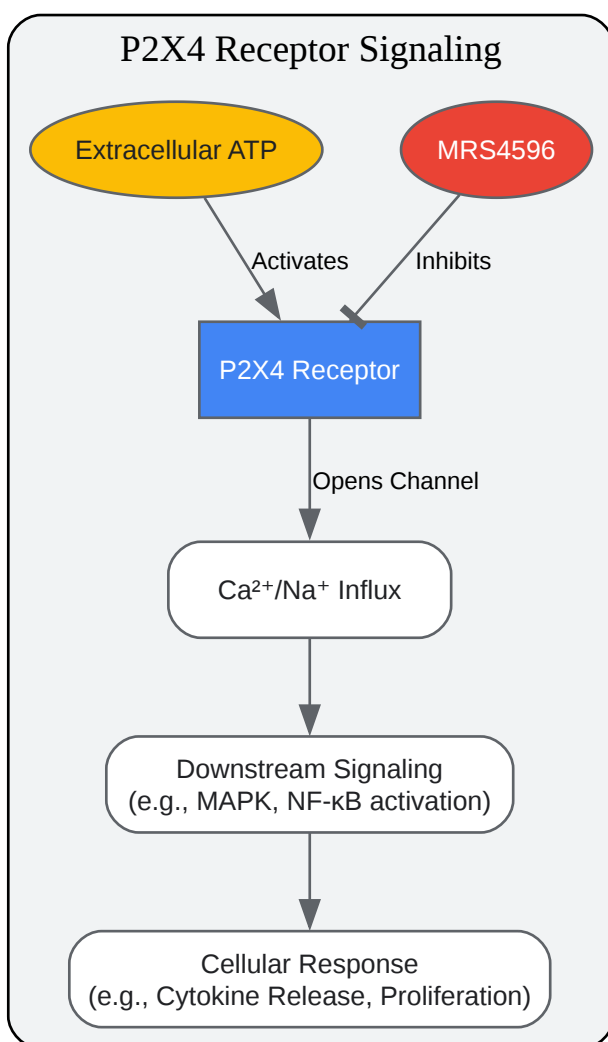 P2X4 Receptor Signaling
Extracellular ATP
MRS4596
Activates
Inhibits
P2X4 Receptor
Opens Channel
Ca²⁺/Na⁺ Influx
Downstream Signaling
(e.g., MAPK, NF-κB activation)
Cellular Response
(e.g., Cytokine Release, Proliferation)